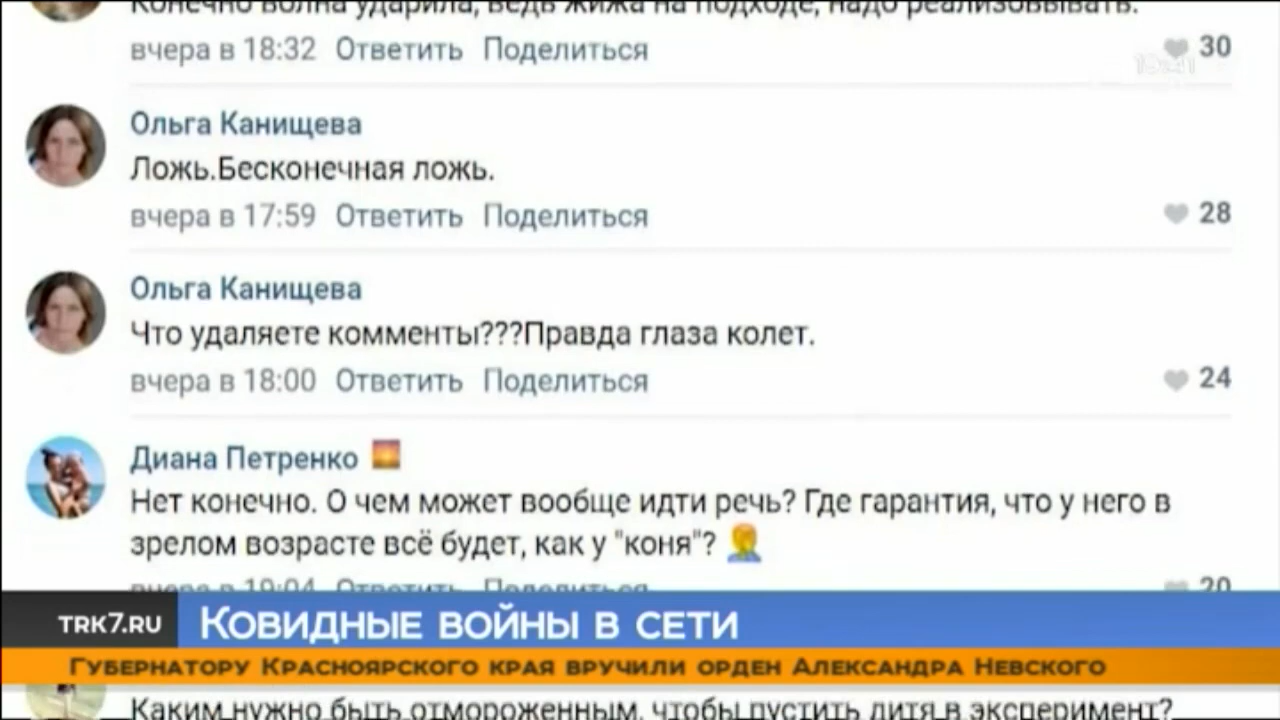 Конечно волна ударила, ведь жижа на подходе, надо реализовывать.
вчера в 18:32 Ответить Поделиться 30
Ольга Канищева
Ложь.Бесконечная ложь.
вчера в 17:59 Ответить Поделиться 28
Ольга Канищева
Что удаляете комменты???Правда глаза колет.
вчера в 18:00 Ответить Поделиться 24
Диана Петренко
Нет конечно. О чем может вообще идти речь? Где гарантия, что у него в
зрелом возрасте всё будет, как у "коня"?
вчера в 19:04 Ответить Поделиться 20
TRK7.RU Ковидные войны в сети
Губернатору Красноярского края вручили орден Александра Невского
Каким нужно быть отмороженным, чтобы пустить дитя в эксперимент?